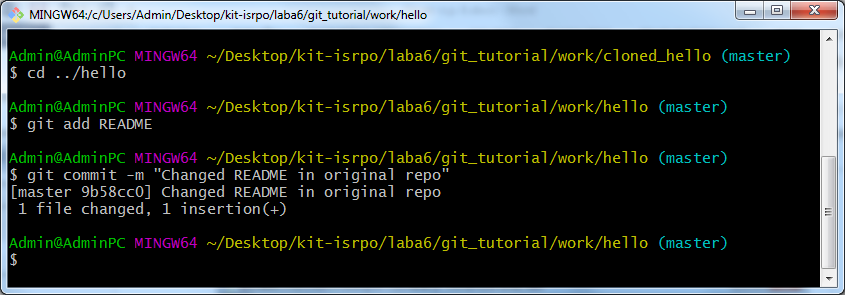 MINGW64:/c/Users/Admin/Desktop/kit-isrpo/laba6/git_tutorial/work/hello
Admin@AdminPC MINGW64 ~/Desktop/kit-isrpo/laba6/git_tutorial/work/cloned_hello (master)
$ cd ../hello
Admin@AdminPC MINGW64 ~/Desktop/kit-isrpo/laba6/git_tutorial/work/hello (master)
$ git add README
Admin@AdminPC MINGW64 ~/Desktop/kit-isrpo/laba6/git_tutorial/work/hello (master)
$ git commit -m "Changed README in original repo"
[master 9b58cc0] Changed README in original repo
 1 file changed, 1 insertion(+)
Admin@AdminPC MINGW64 ~/Desktop/kit-isrpo/laba6/git_tutorial/work/hello (master)
$